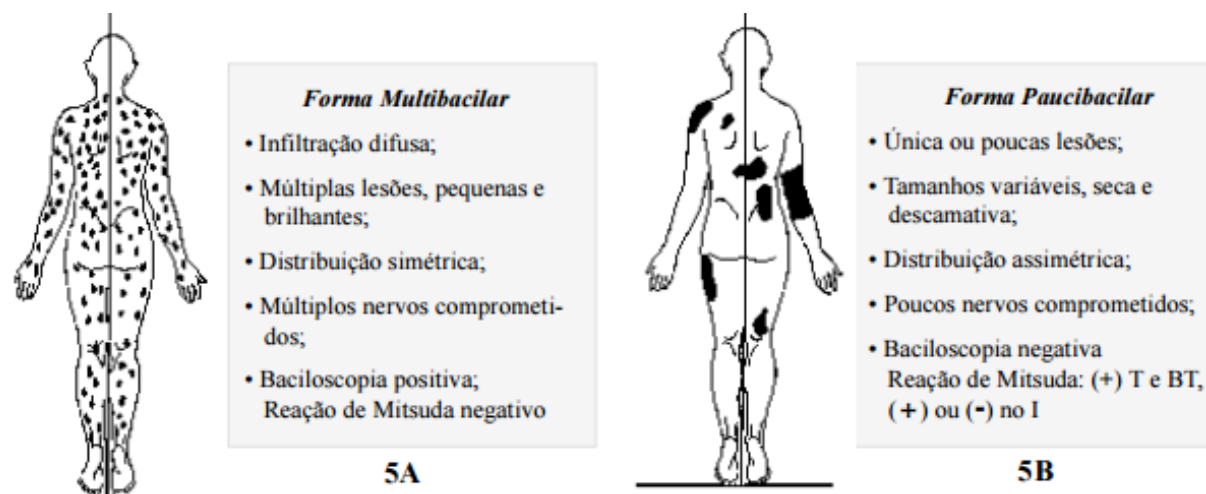 Forma Multibacilar
• Infiltração difusa;
• Múltiplas lesões, pequenas e
brilhantes;
• Distribuição simétrica;
• Múltiplos nervos comprometi-
dos;
• Baciloscopia positiva;
Reação de Mitsuda negativo
5A
Forma Paucibacilar
• Única ou poucas lesões;
• Tamanhos variáveis, seca e
descamativa;
• Distribuição assimétrica;
• Poucos nervos comprometidos;
• Baciloscopia negativa
Reação de Mitsuda: (+) T e BT,
(+) ou (-) no I
5B